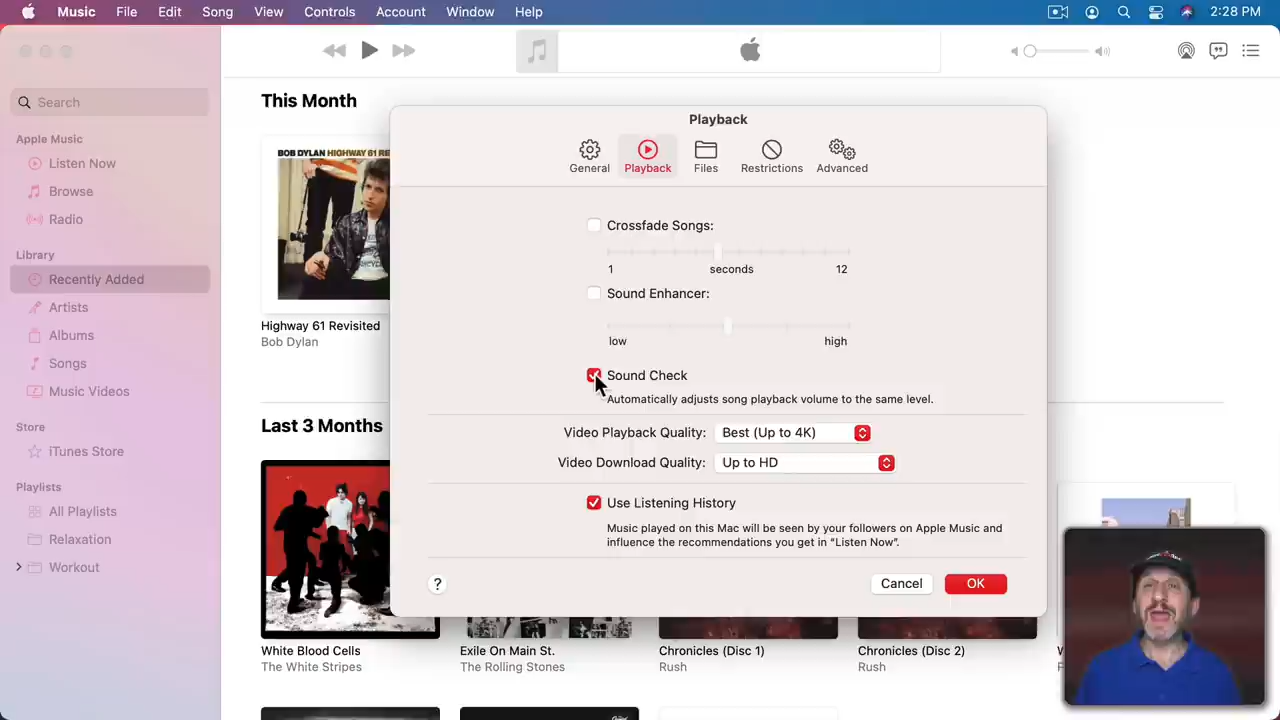 Music File Edit Song View Controls Account Window Help 2:28 PM
Search
Apple Music
Listen Now
Browse
Radio
Library
Recently Added
Artists
Albums
Songs
Music Videos
Store
iTunes Store
Playlists
All Playlists
Relaxation
Workout
This Month
BOB DYLAN HIGHWAY 61
Highway 61 Revisited
Bob Dylan
Last 3 Months
White Blood Cells
The White Stripes
Exile On Main St.
The Rolling Stones
Chronicles (Disc 1)
Rush
Chronicles (Disc 2)
Rush
Playback
General Playback Files Restrictions Advanced
Crossfade Songs:
1 seconds 12
Sound Enhancer:
low high
Sound Check
Automatically adjusts song playback volume to the same level.
Video Playback Quality: Best (Up to 4K)
Video Download Quality: Up to HD
Use Listening History
Music played on this Mac will be seen by your followers on Apple Music and
influence the recommendations you get in “Listen Now”.
? Cancel OK